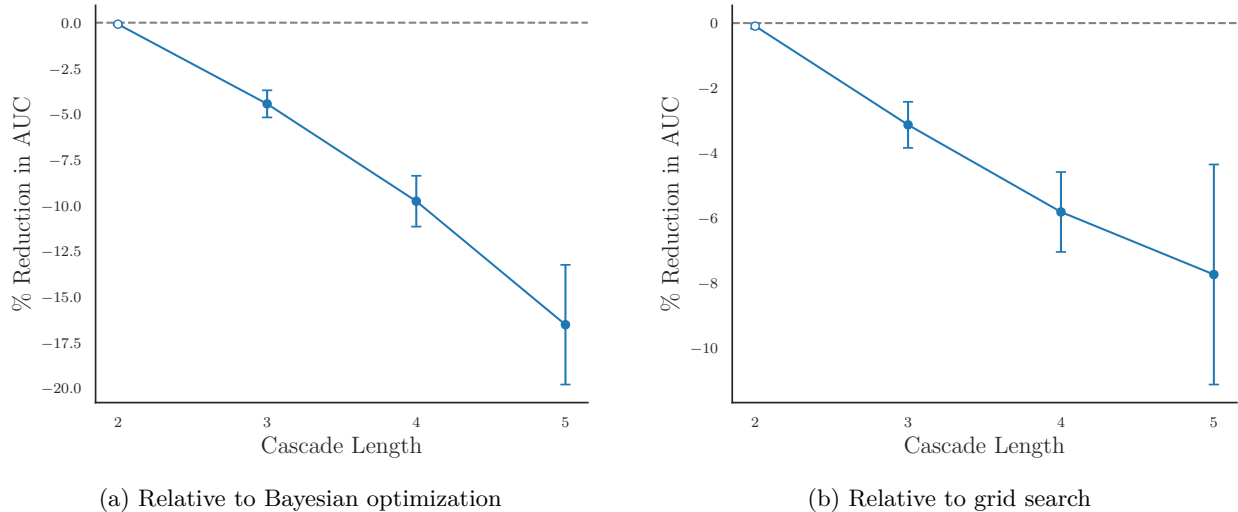 0.0
−2.5
−5.0
−7.5
−10.0
−12.5
−15.0
−17.5
−20.0
% Reduction in AUC
2 3 4 5
Cascade Length
(a) Relative to Bayesian optimization
0
−2
−4
−6
−8
−10
% Reduction in AUC
2 3 4 5
Cascade Length
(b) Relative to grid search